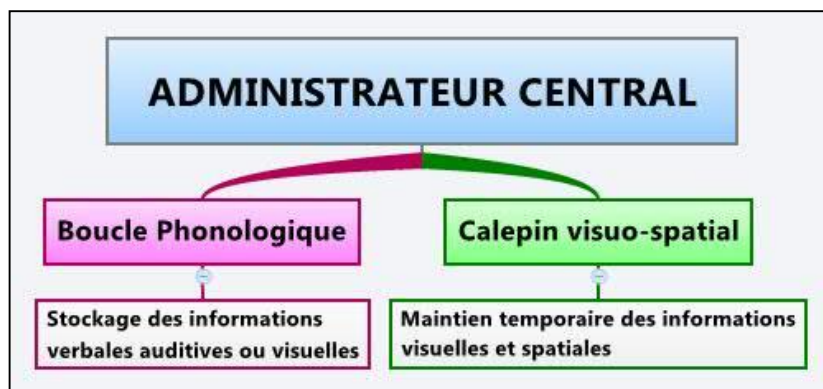 ADMINISTRATEUR CENTRAL
Boucle Phonologique
Calepin visuo-spatial
Stockage des informations
verbales auditives ou visuelles
Maintien temporaire des informations
visuelles et spatiales